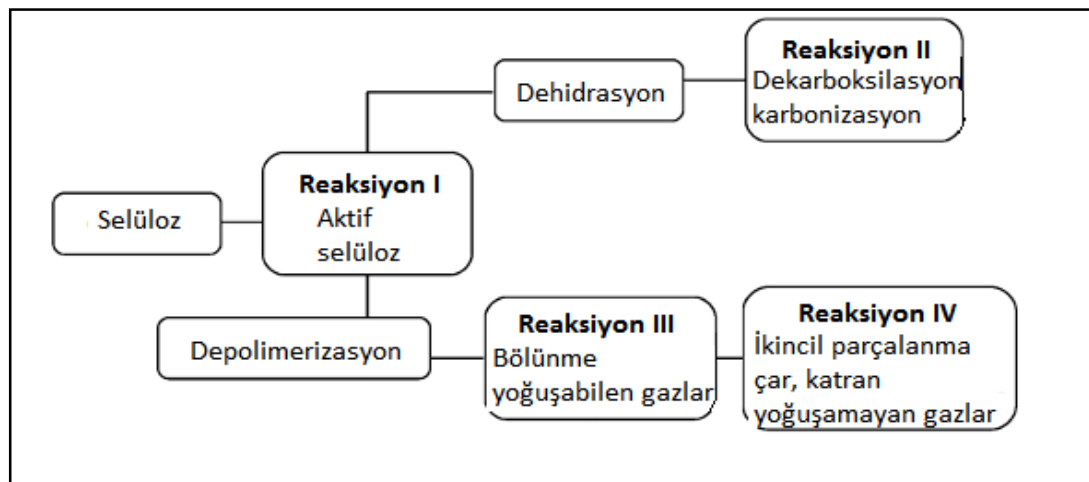 Selüloz
Reaksiyon I
Aktif
selüloz
Dehidrasyon
Reaksiyon II
Dekarboksilasyon
karbonizasyon
Depolimerizasyon
Reaksiyon III
Bölünme
yoğuşabilen gazlar
Reaksiyon IV
İkincil parçalanma
çar, katran
yoğuşamayan gazlar